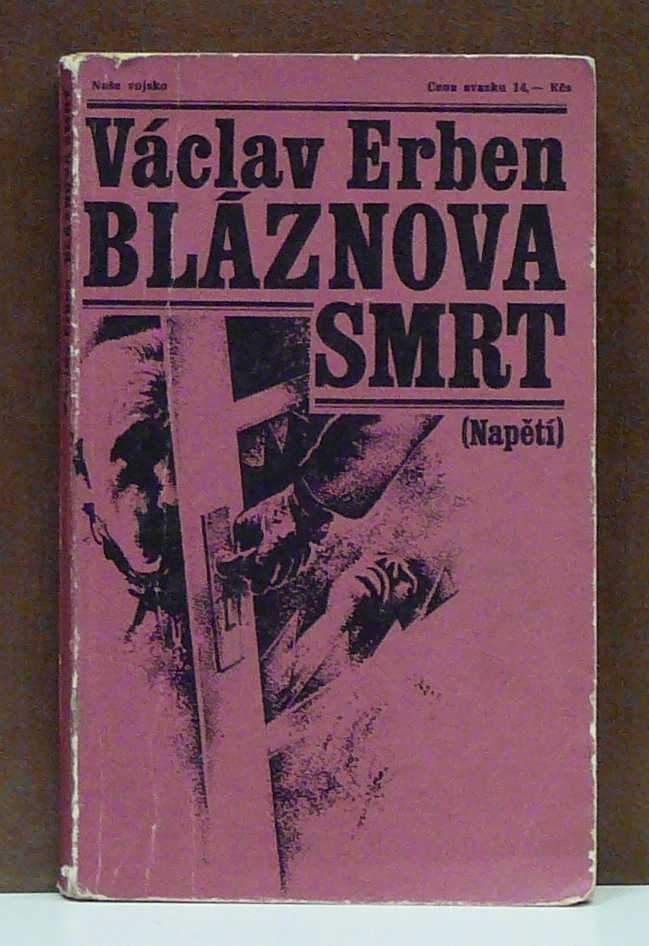 Naše vojsko
Cena svazku 14,— Kčs
Václav Erben
BLÁZNOVA
SMRT
(Napětí)